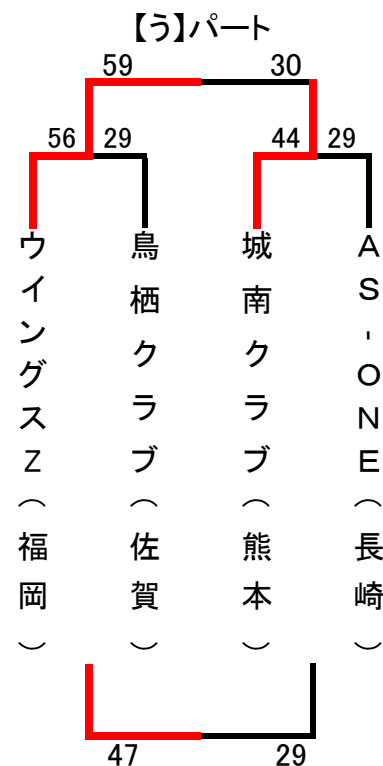 【う】パート
59 30
56 29 44 29
ウイングスZ（福岡）
鳥栖クラブ（佐賀）
城南クラブ（熊本）
AS-ONE（長崎）
47 29